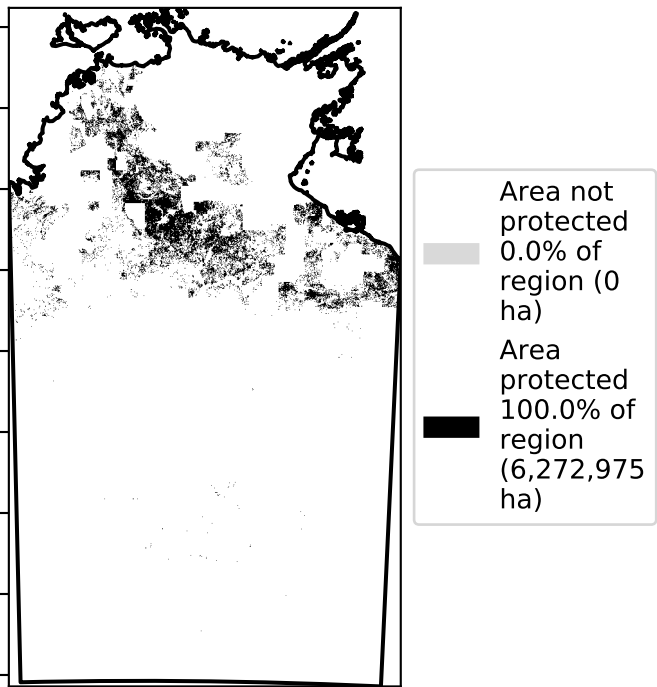 Area not
protected
0.0% of
region (0
ha)
Area
protected
100.0% of
region
(6,272,975
ha)